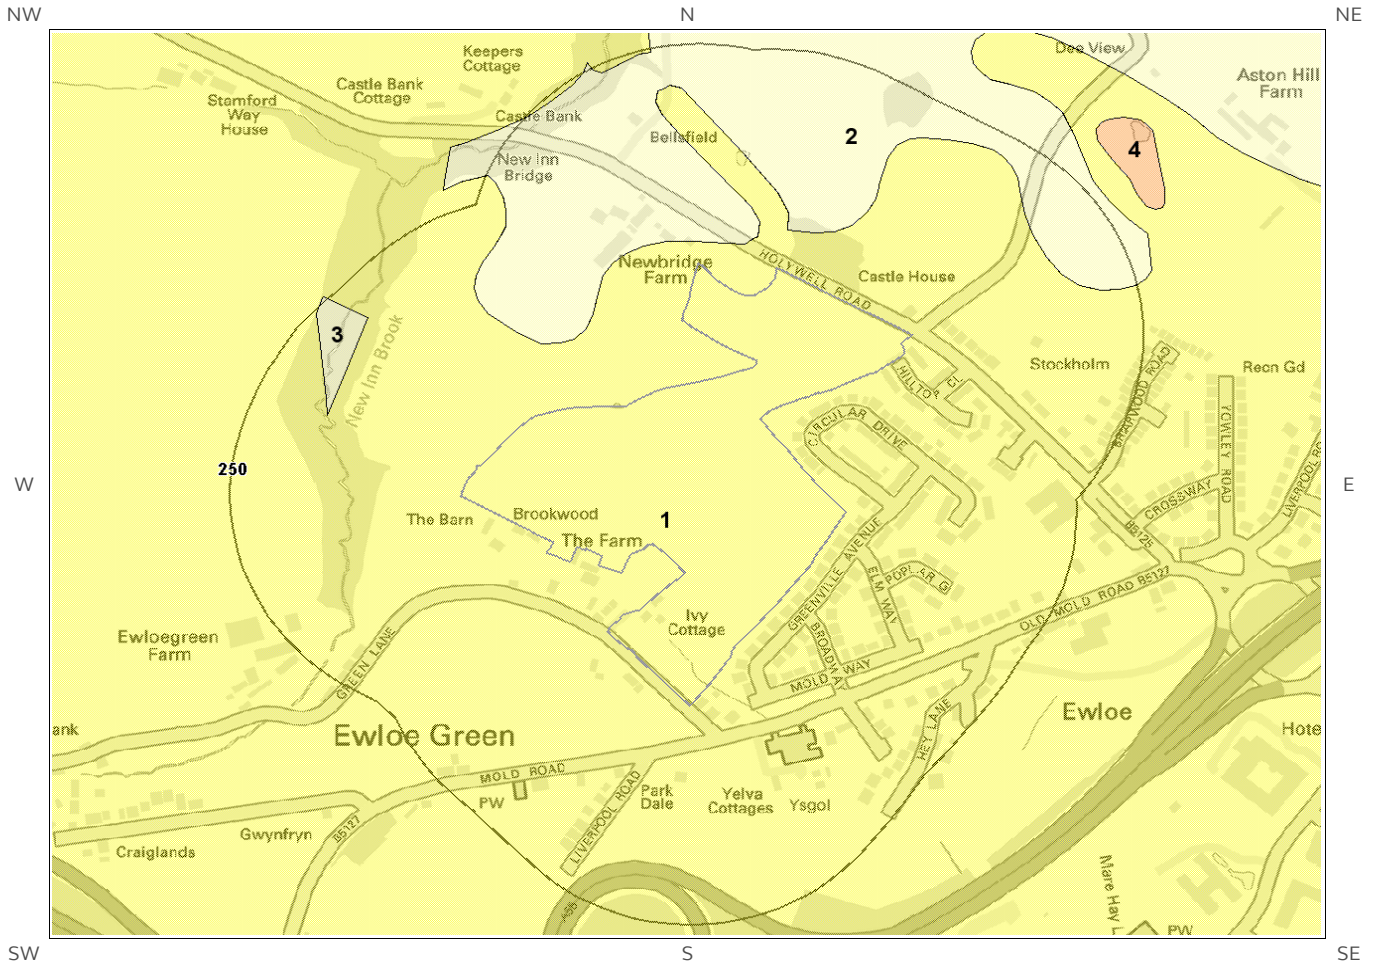 NW
N
NE
Keepers
Cottage
Dee View
Castle Bank
Cottage
Aston Hill
Farm
Stamford
Way
House
Castle Bank
Bellsfield
2
4
New Inn
Bridge
Newbridge
Farm
HOLYWELL ROAD
Castle House
3
New Inn Brook
Stockholm
Recn Gd
HILLTOP CL
BRIARWOOD ROAD
CIRCULAR DRIVE
YOWLEY ROAD
LIVERPOOL RO
250
W
E
CROSSWAY
The Barn
Brookwood
1
The Farm
B5125
GREENVILLE AVENUE
ELM WAY
POPLAR G
OLD MOLD ROAD B5127
Ivy
Cottage
Ewloegreen
Farm
GREEN LANE
BROADWA
MOLD WAY
Ewloe
HEY LANE
ank
Ewloe Green
Hote
MOLD ROAD
PW
LIVERPOOL ROAD
Park
Dale
Yelva
Cottages
Ysgol
Gwynfryn
B5127
Craiglands
Mare Hay L
A55
PW
SW
S
SE